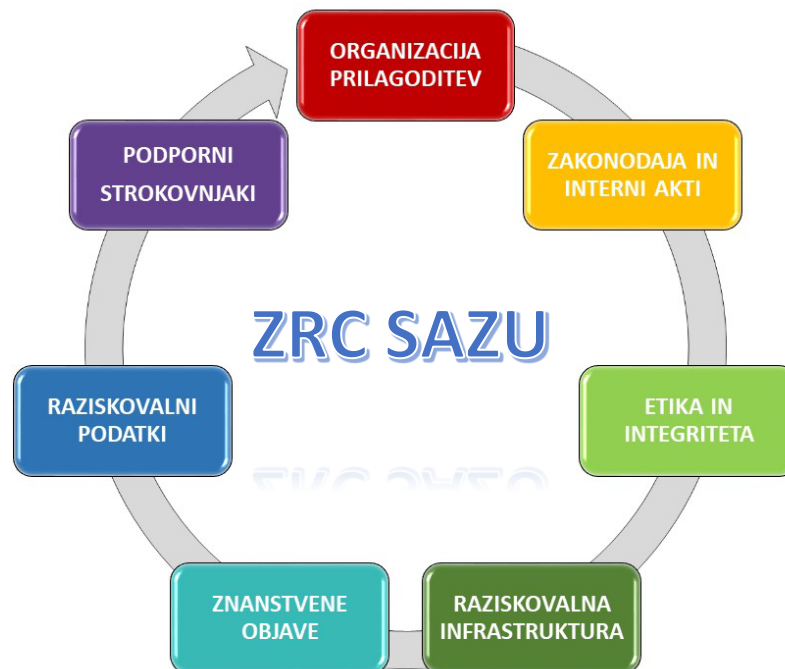 ORGANIZACIJA
PRILAGODITEV
ZAKONODAJA IN
INTERNI AKTI
ETIKA IN
INTEGRITETA
RAZISKOVALNA
INFRASTRUKTURA
ZNANSTVENE
OBJAVE
RAZISKOVALNI
PODATKI
PODPORNI
STROKOVNJAKI
ZRC SAZU